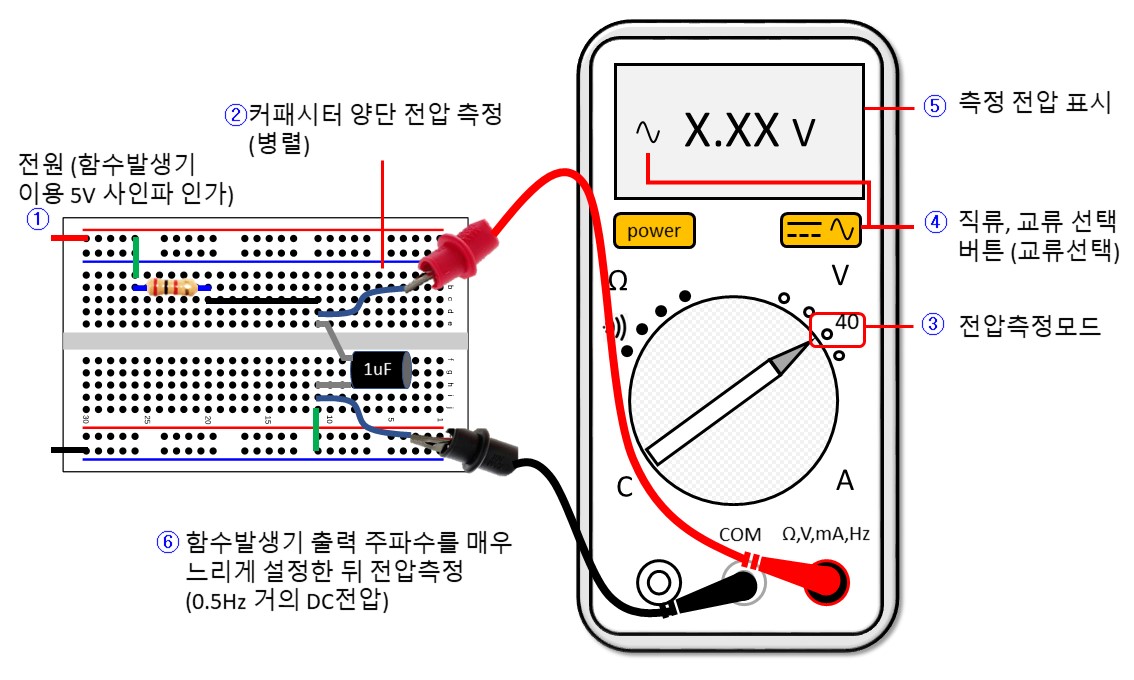 ② 커패시터 양단 전압 측정
(병렬)
전원 (함수발생기
이용 5V 사인파 인가)
①
X.XX V
⑤ 측정 전압 표시
power
④ 직류, 교류 선택
버튼 (교류선택)
Ω
V
40
③ 전압측정모드
b
c
d
e
1uF
f
g
h
i
j
30
25
20
15
10
5
1
C
A
COM
Ω,V,mA,Hz
⑥ 함수발생기 출력 주파수를 매우
느리게 설정한 뒤 전압측정
(0.5Hz 거의 DC전압)